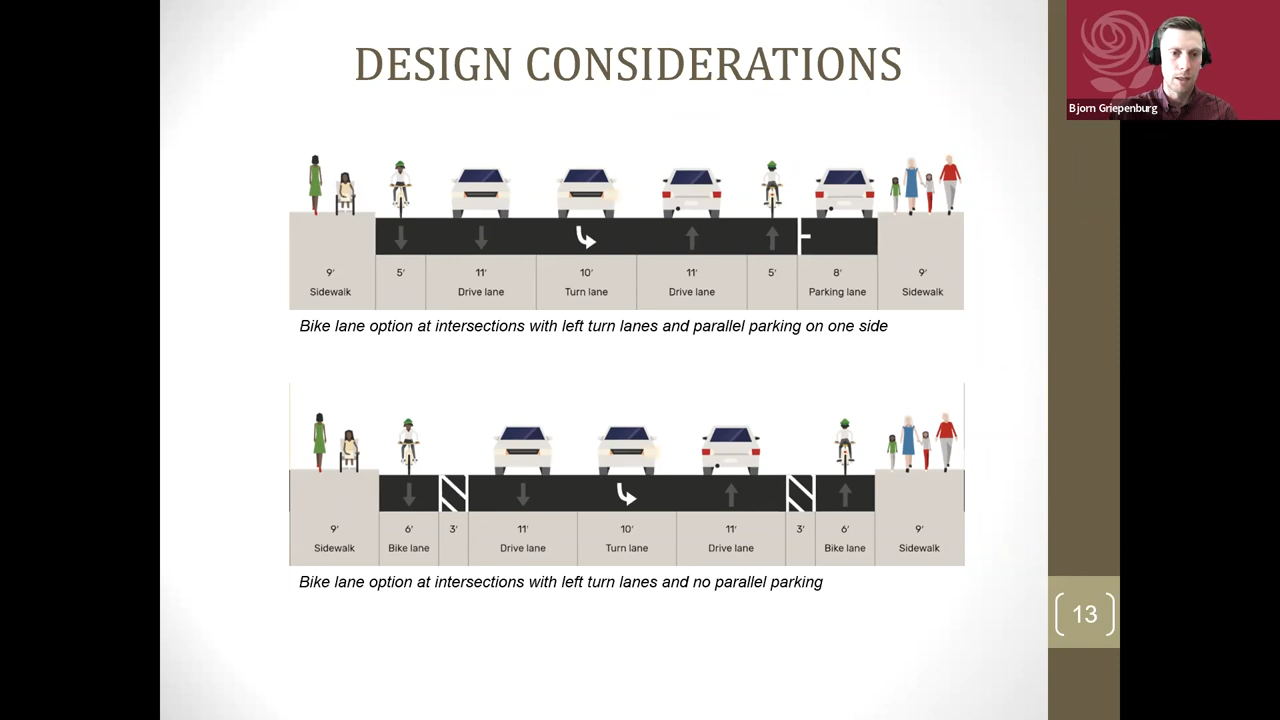 DESIGN CONSIDERATIONS
Bjorn Griepenburg
9' 5' 11' 10' 11' 5' 8' 9'
Sidewalk Drive lane Turn lane Drive lane Parking lane Sidewalk
Bike lane option at intersections with left turn lanes and parallel parking on one side
9' 6' 3' 11' 10' 11' 3' 6' 9'
Sidewalk Bike lane Drive lane Turn lane Drive lane Bike lane Sidewalk
Bike lane option at intersections with left turn lanes and no parallel parking
13